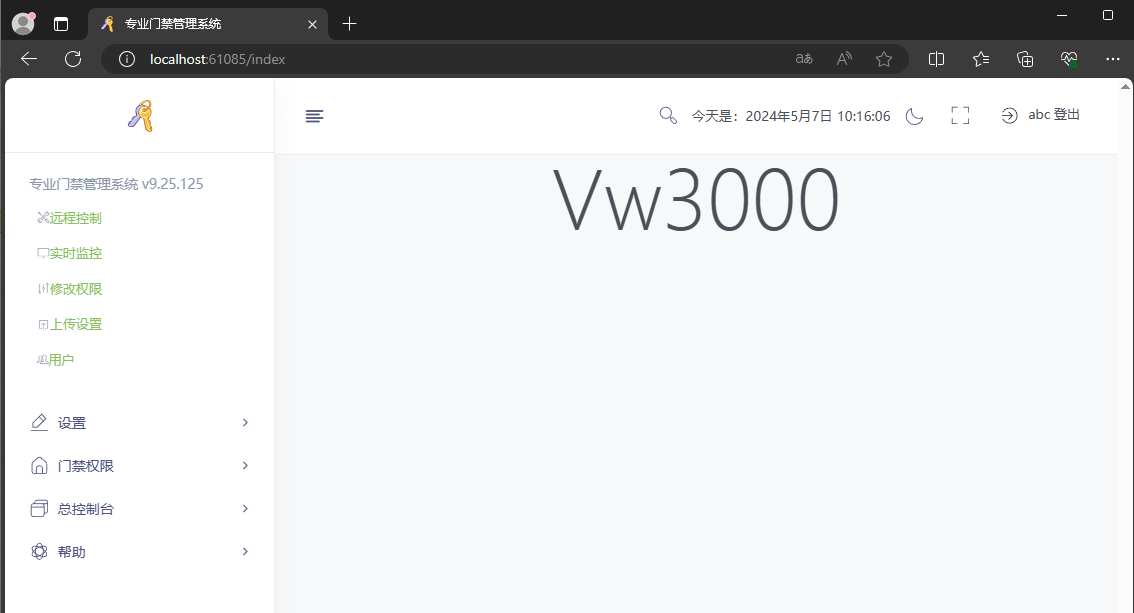 专业门禁管理系统
localhost:61085/index
今天是：2024年5月7日 10:16:06
abc 登出
专业门禁管理系统 v9.25.125
远程控制
实时监控
修改权限
上传设置
用户
设置
门禁权限
总控制台
帮助
Vw3000